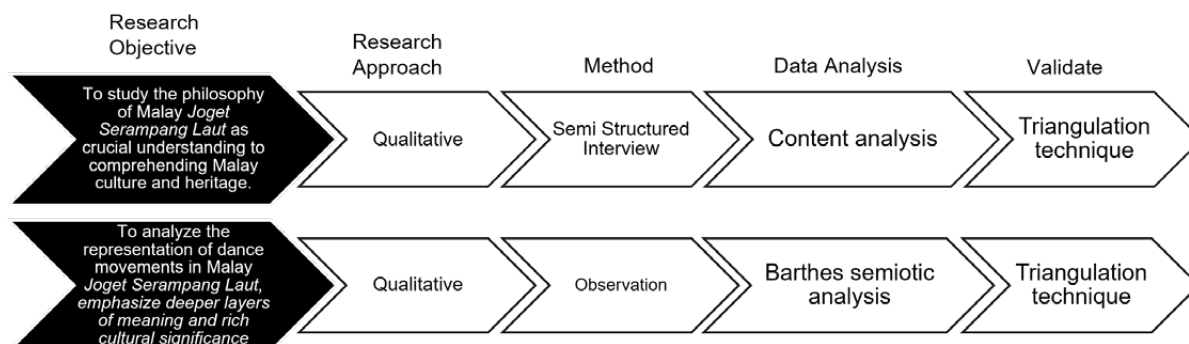 Research
Objective
Research
Approach
Method
Data Analysis
Validate
To study the philosophy
of Malay Joget
Serampang Laut as
crucial understanding to
comprehending Malay
culture and heritage.
Qualitative
Semi Structured
Interview
Content analysis
Triangulation
technique
To analyze the
representation of dance
movements in Malay
Joget Serampang Laut,
emphasize deeper layers
of meaning and rich
cultural significance
Qualitative
Observation
Barthes semiotic
analysis
Triangulation
technique